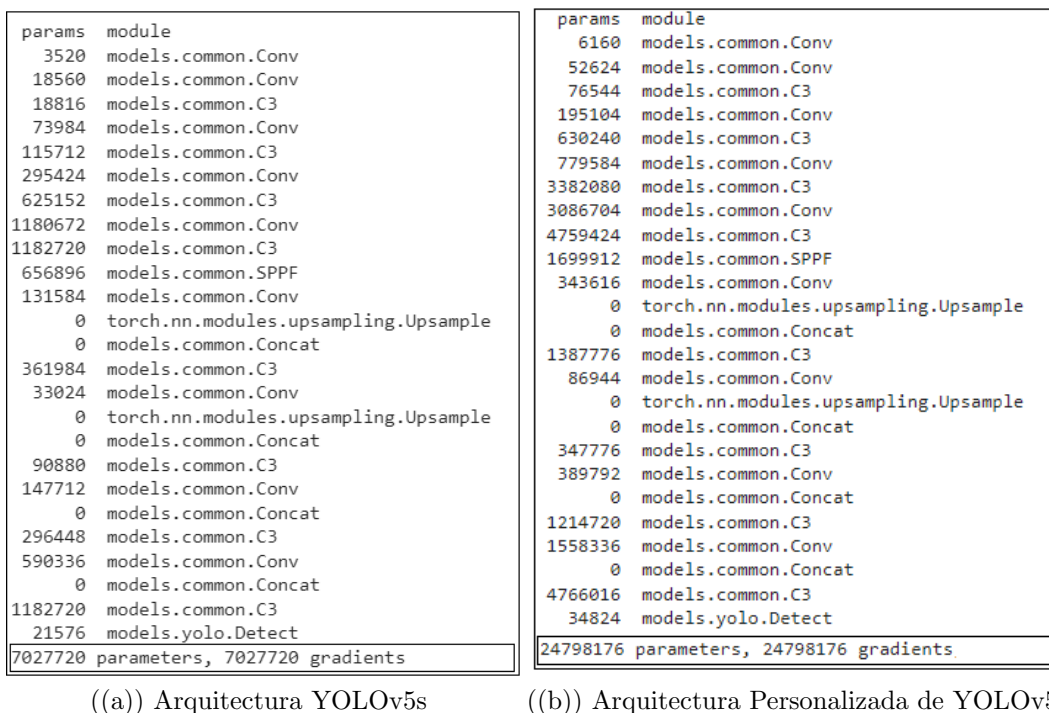 params module
3520 models.common.Conv
18560 models.common.Conv
18816 models.common.C3
73984 models.common.Conv
115712 models.common.C3
295424 models.common.Conv
625152 models.common.C3
1180672 models.common.Conv
1182720 models.common.C3
656896 models.common.SPPF
131584 models.common.Conv
0 torch.nn.modules.upsampling.Upsample
0 models.common.Concat
361984 models.common.C3
33024 models.common.Conv
0 torch.nn.modules.upsampling.Upsample
0 models.common.Concat
90880 models.common.C3
147712 models.common.Conv
0 models.common.Concat
296448 models.common.C3
590336 models.common.Conv
0 models.common.Concat
1182720 models.common.C3
21576 models.yolo.Detect
7027720 parameters, 7027720 gradients
((a)) Arquitectura YOLOv5s
params module
6160 models.common.Conv
52624 models.common.Conv
76544 models.common.C3
195104 models.common.Conv
630240 models.common.C3
779584 models.common.Conv
3382080 models.common.C3
3086704 models.common.Conv
4759424 models.common.C3
1699912 models.common.SPPF
343616 models.common.Conv
0 torch.nn.modules.upsampling.Upsample
0 models.common.Concat
1387776 models.common.C3
86944 models.common.Conv
0 torch.nn.modules.upsampling.Upsample
0 models.common.Concat
347776 models.common.C3
389792 models.common.Conv
0 models.common.Concat
1214720 models.common.C3
1558336 models.common.Conv
0 models.common.Concat
4766016 models.common.C3
34824 models.yolo.Detect
24798176 parameters, 24798176 gradients
((b)) Arquitectura Personalizada de YOLOv5